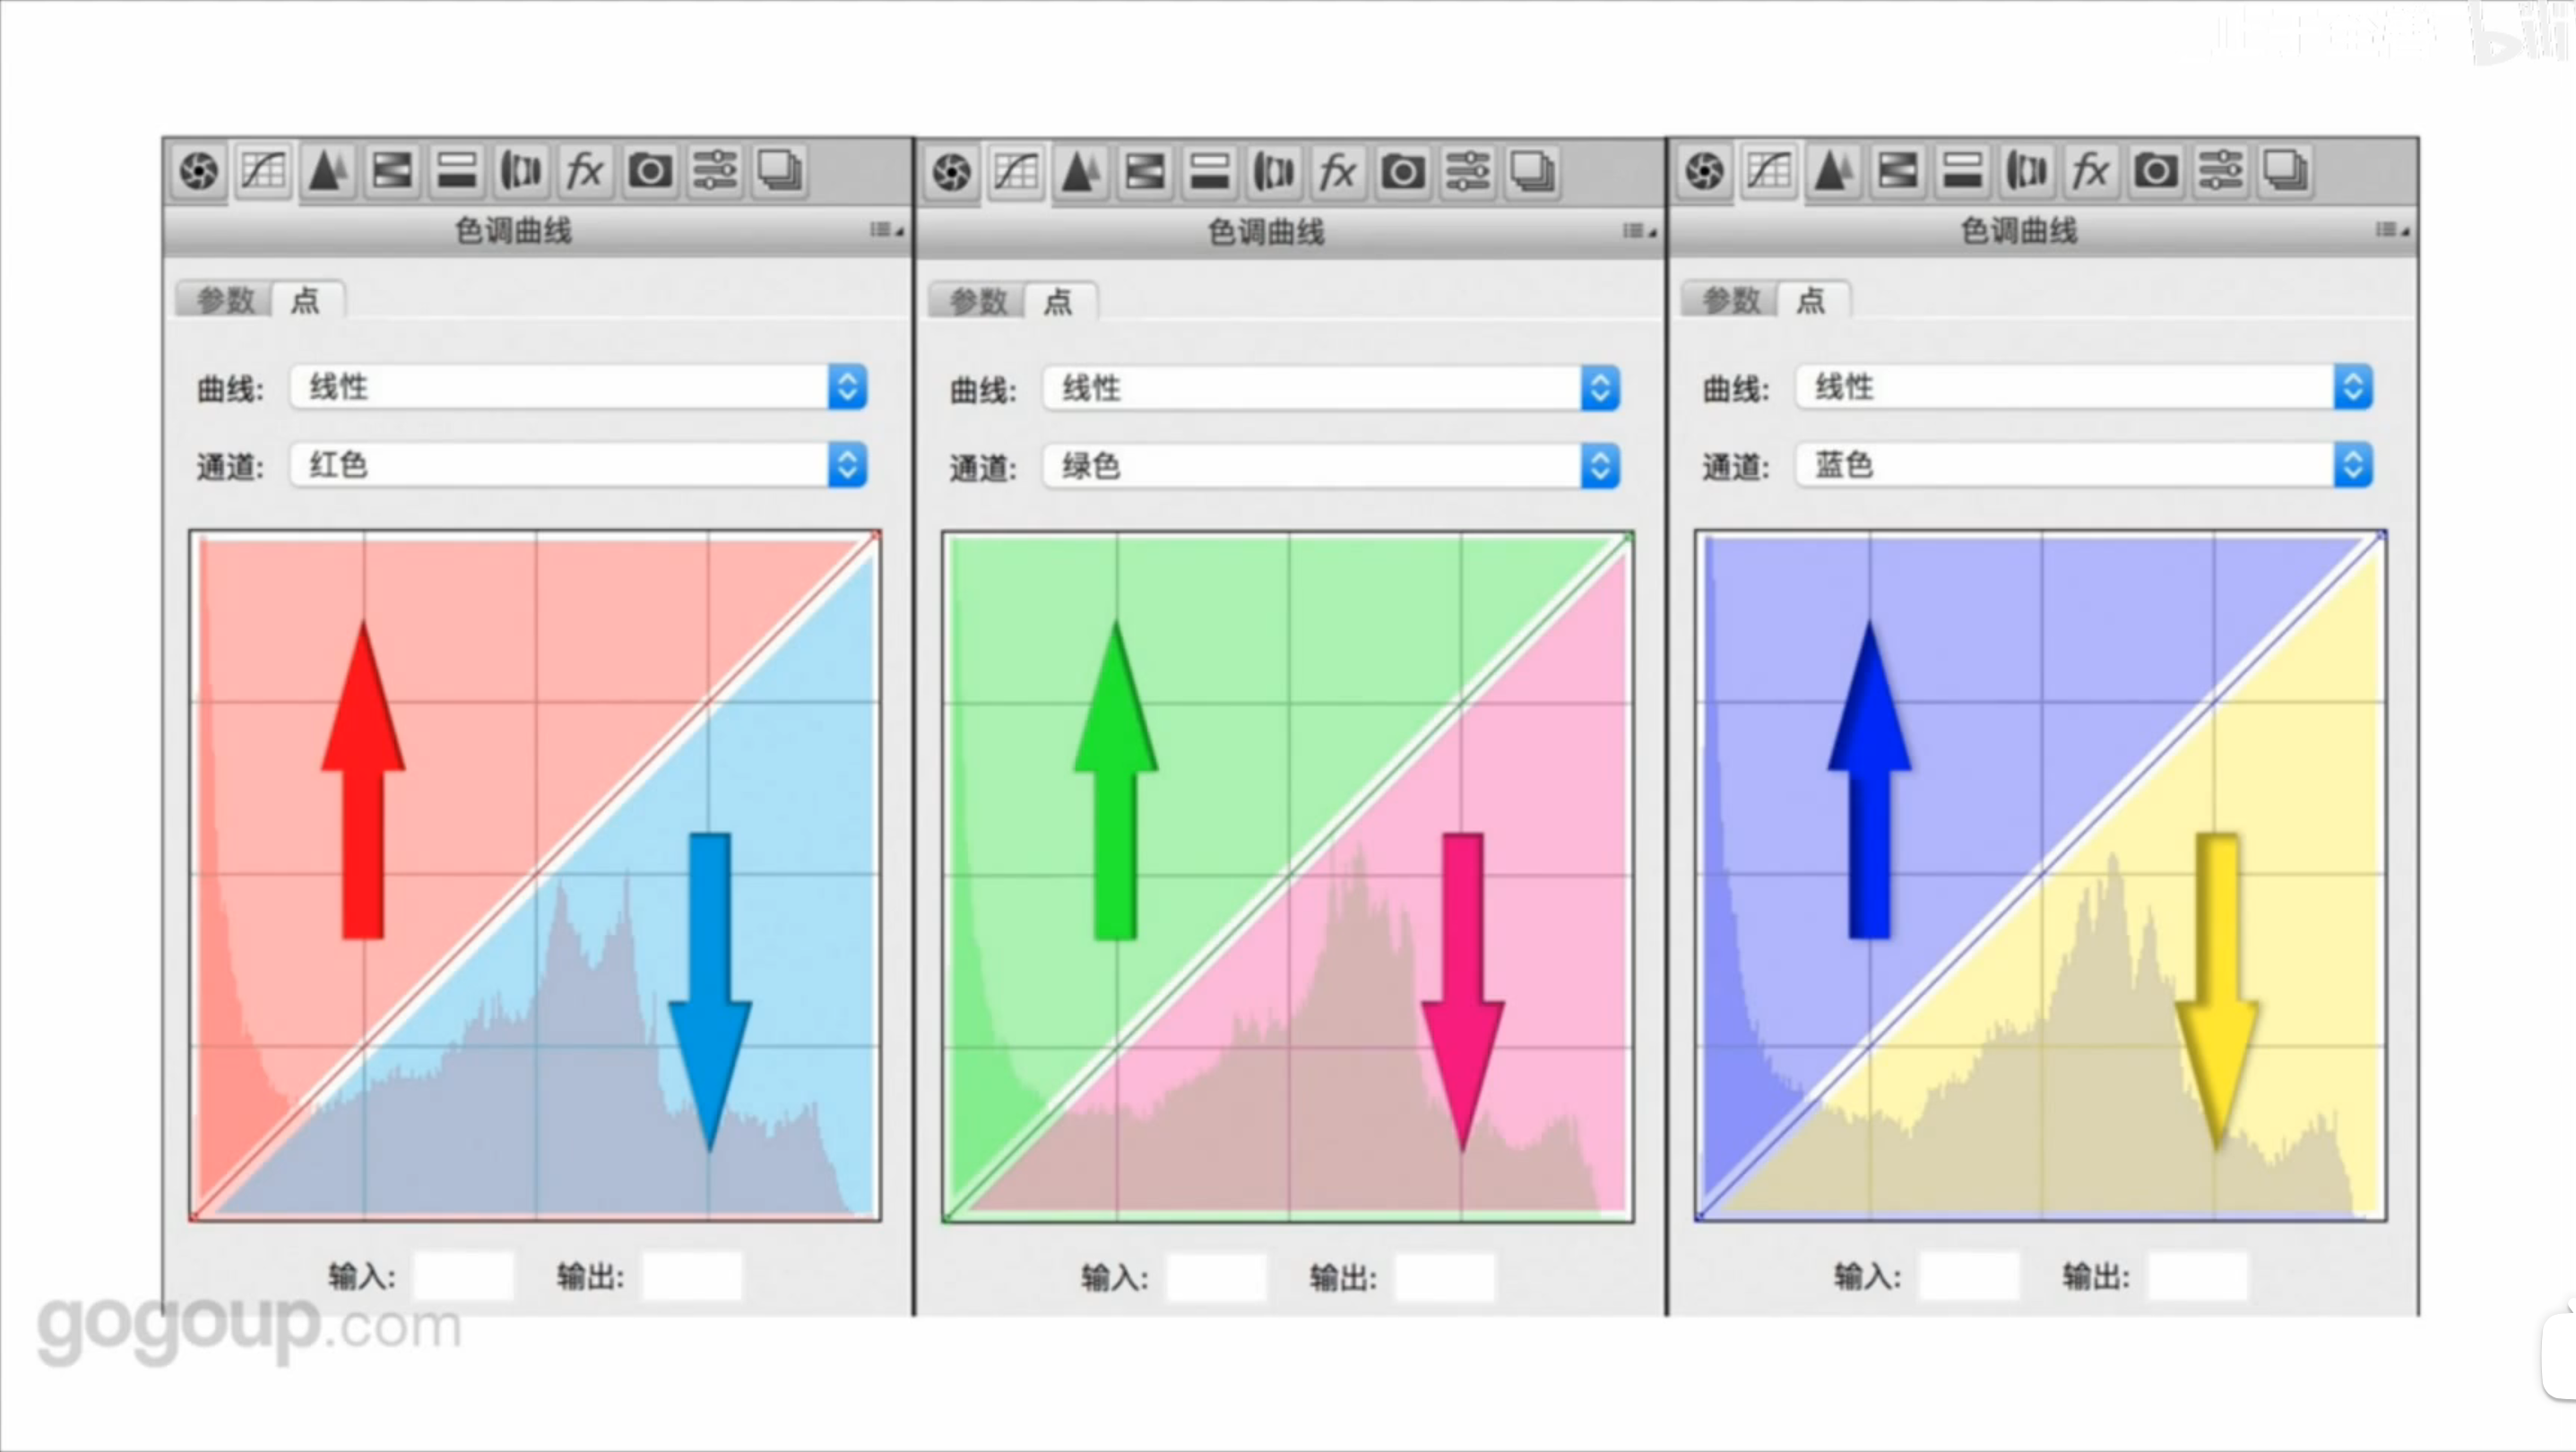 色调曲线
参数 点
曲线: 线性
通道: 红色
输入: 输出:
色调曲线
参数 点
曲线: 线性
通道: 绿色
输入: 输出:
色调曲线
参数 点
曲线: 线性
通道: 蓝色
输入: 输出:
gogoup.com